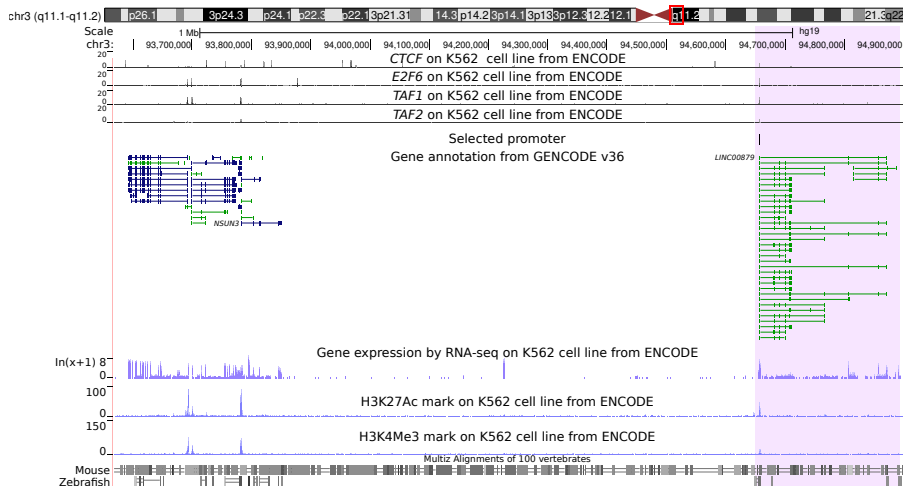 chr3 (q11.1-q11.2) p26.1 3p24.3 p24.1 p22.3 p22.1 3p21.31 14.3 p14.2 3p14.1 3p13 3p12.3 12.2 12.1 q11.2 21.3 q22
Scale 1 Mb hg19
chr3: 93,700,000 93,800,000 93,900,000 94,000,000 94,100,000 94,200,000 94,300,000 94,400,000 94,500,000 94,600,000 94,700,000 94,800,000 94,900,000
20 CTCF on K562 cell line from ENCODE
0
20 E2F6 on K562 cell line from ENCODE
0
20 TAF1 on K562 cell line from ENCODE
0
20 TAF2 on K562 cell line from ENCODE
0
Selected promoter
Gene annotation from GENCODE v36
LINC00879
NSUN3
Gene expression by RNA-seq on K562 cell line from ENCODE
ln(x+1) 8
0
100
H3K27Ac mark on K562 cell line from ENCODE
0
150
H3K4Me3 mark on K562 cell line from ENCODE
0
Multiz Alignments of 100 vertebrates
Mouse
Zebrafish